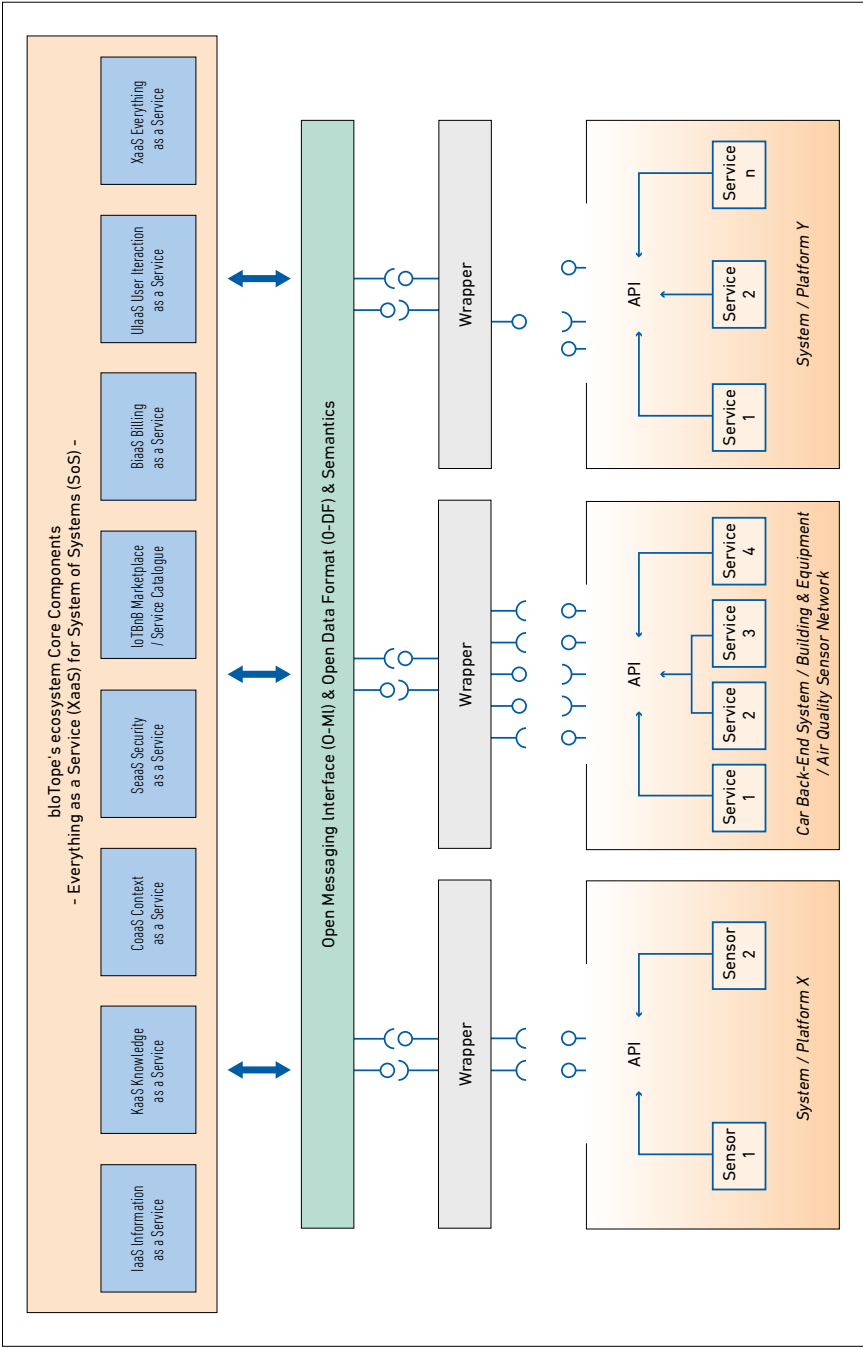 bIoTope's ecosystem Core Components
- Everything as a Service (XaaS) for System of Systems (SoS) -
IaaS Information
as a Service
KaaS Knowledge
as a Service
CoaaS Context
as a Service
SeaaS Security
as a Service
IoTBnB Marketplace
/ Service Catalogue
BiaaS Billing
as a Service
UIaaS User Iteraction
as a Service
XaaS Everything
as a Service
Open Messaging Interface (O-MI) & Open Data Format (O-DF) & Semantics
Wrapper
Wrapper
Wrapper
API
Sensor
1
Sensor
2
System / Platform X
API
Service
1
Service
2
Service
3
Service
4
Car Back-End System / Building & Equipment
/ Air Quality Sensor Network
API
Service
1
Service
2
Service
n
System / Platform Y